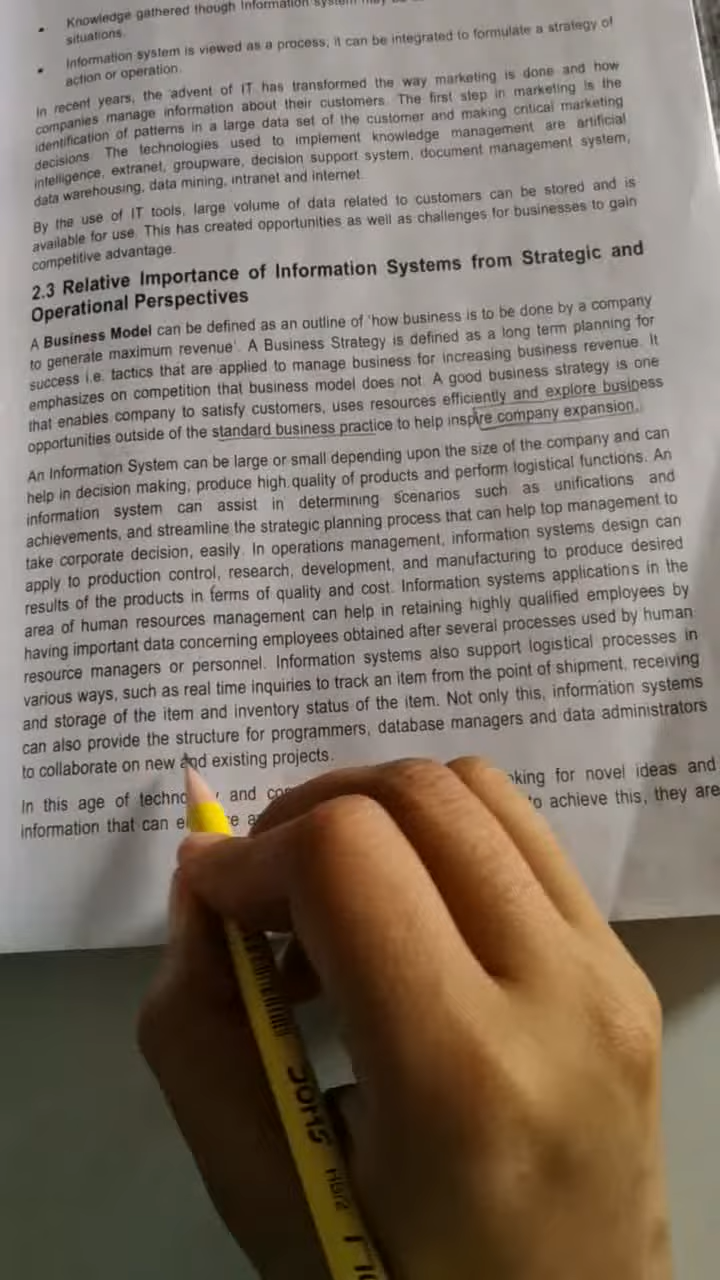 Knowledge gathered though Information system may be
situations.
Information system is viewed as a process, it can be integrated to formulate a strategy of
action or operation.
In recent years, the advent of IT has transformed the way marketing is done and how
companies manage information about their customers. The first step in marketing is the
identification of patterns in a large data set of the customer and making critical marketing
decisions. The technologies used to implement knowledge management are artificial
intelligence, extranet, groupware, decision support system, document management system,
data warehousing, data mining, intranet and internet.
By the use of IT tools, large volume of data related to customers can be stored and is
available for use. This has created opportunities as well as challenges for businesses to gain
competitive advantage.
2.3 Relative Importance of Information Systems from Strategic and
Operational Perspectives
A Business Model can be defined as an outline of 'how business is to be done by a company
to generate maximum revenue'. A Business Strategy is defined as a long term planning for
success i.e. tactics that are applied to manage business for increasing business revenue. It
emphasizes on competition that business model does not. A good business strategy is one
that enables company to satisfy customers, uses resources efficiently and explore business
opportunities outside of the standard business practice to help inspire company expansion.
An Information System can be large or small depending upon the size of the company and can
help in decision making, produce high quality of products and perform logistical functions. An
information system can assist in determining scenarios such as unifications and
achievements, and streamline the strategic planning process that can help top management to
take corporate decision, easily. In operations management, information systems design can
apply to production control, research, development, and manufacturing to produce desired
results of the products in terms of quality and cost. Information systems applications in the
area of human resources management can help in retaining highly qualified employees by
having important data concerning employees obtained after several processes used by human
resource managers or personnel. Information systems also support logistical processes in
various ways, such as real time inquiries to track an item from the point of shipment, receiving
and storage of the item and inventory status of the item. Not only this, information systems
can also provide the structure for programmers, database managers and data administrators
to collaborate on new and existing projects.
In this age of and for novel ideas and
information that can to achieve this, they are
DOMS
HB/2